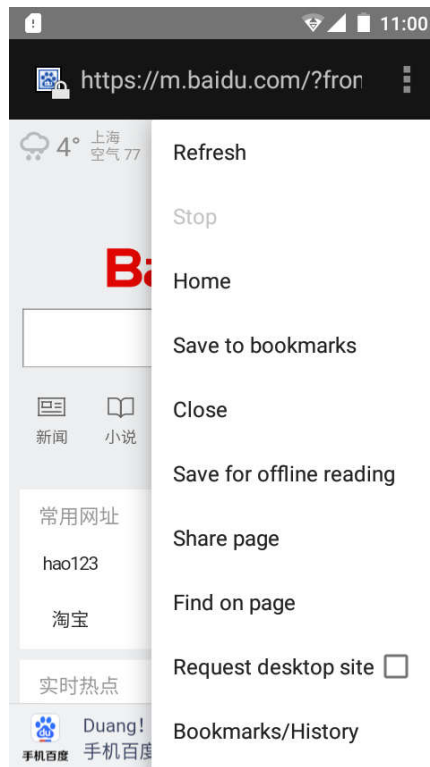 11:00
https://m.baidu.com/?fron
4° 上海
空气 77
Refresh
Stop
Ba
Home
Save to bookmarks
新闻 小说
Close
Save for offline reading
常用网址
Share page
hao123
Find on page
淘宝
Request desktop site
实时热点
Bookmarks/History
du
手机百度
Duang!
手机百度